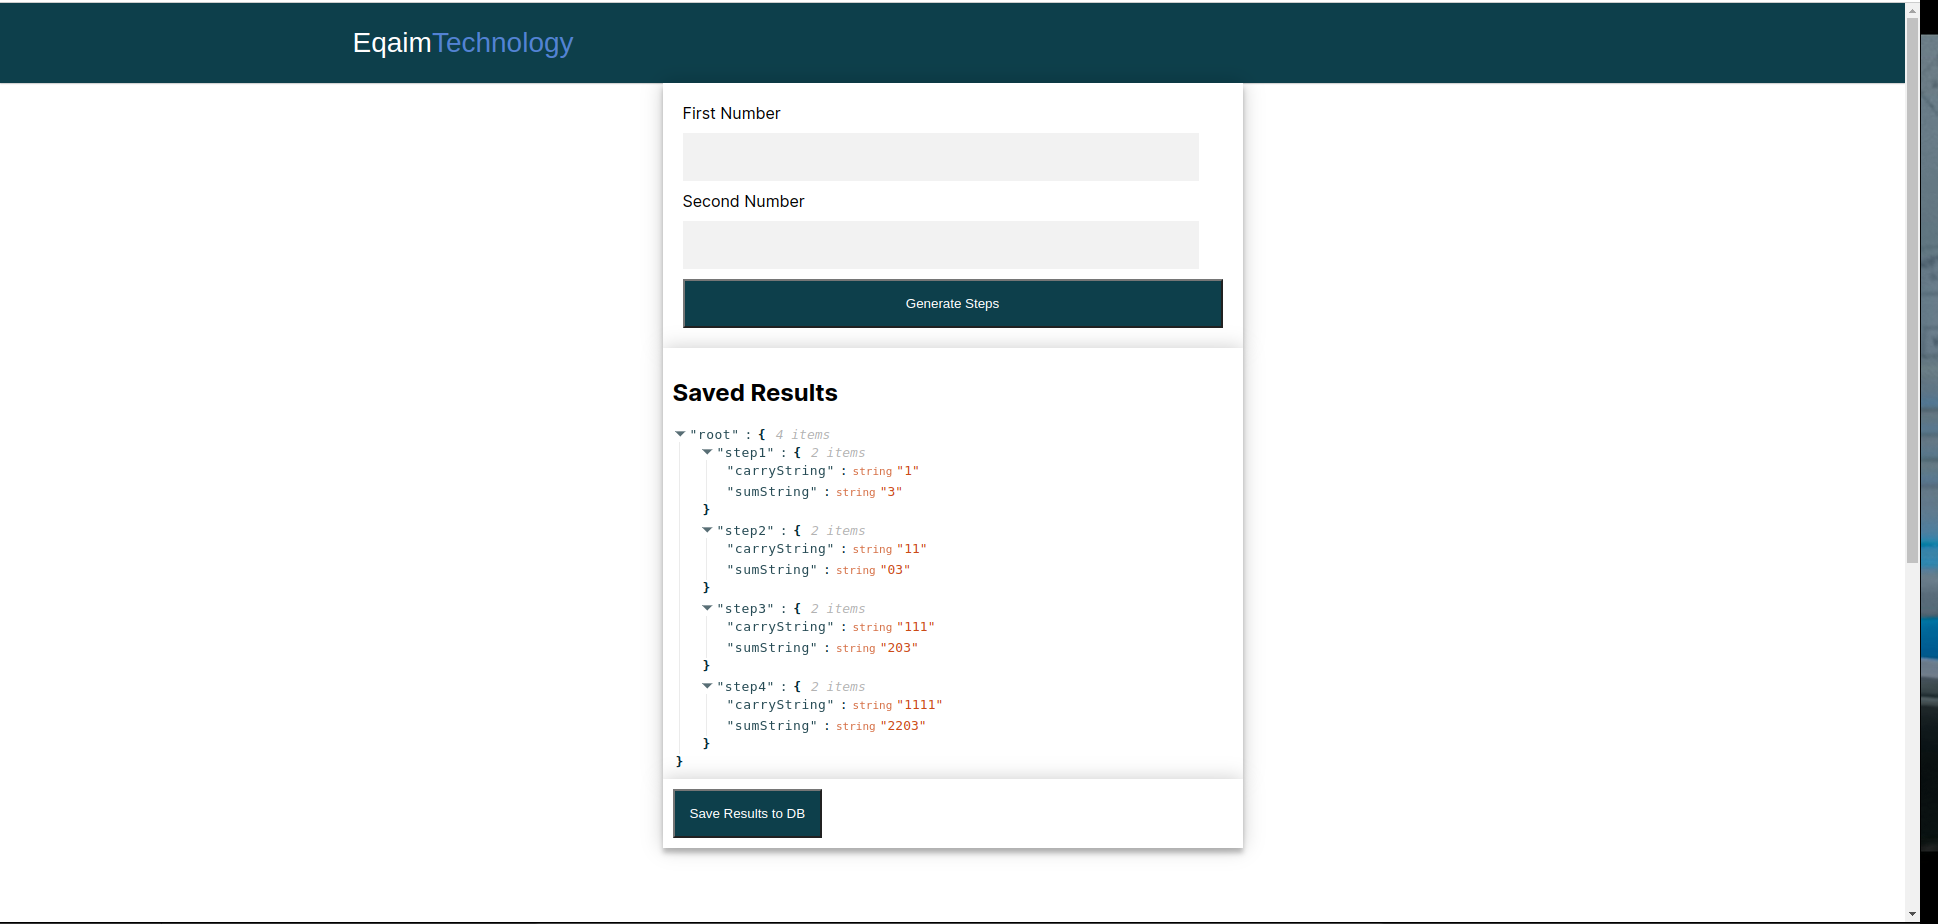 EqaimTechnology
First Number
Second Number
Generate Steps
Saved Results
"root" : { 4 items
"step1" : { 2 items
"carryString" : string "1"
"sumString" : string "3"
}
"step2" : { 2 items
"carryString" : string "11"
"sumString" : string "03"
}
"step3" : { 2 items
"carryString" : string "111"
"sumString" : string "203"
}
"step4" : { 2 items
"carryString" : string "1111"
"sumString" : string "2203"
}
}
Save Results to DB